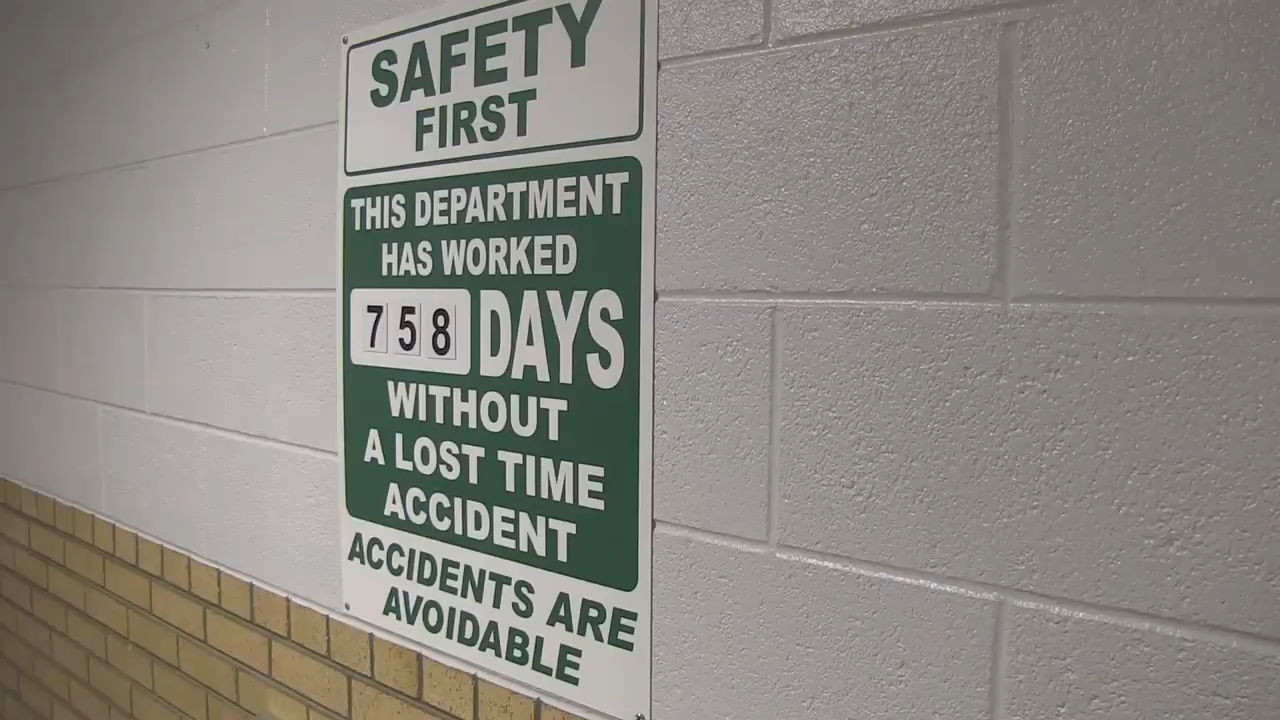 SAFETY
FIRST
THIS DEPARTMENT
HAS WORKED
758 DAYS
WITHOUT
A LOST TIME
ACCIDENT
ACCIDENTS ARE
AVOIDABLE